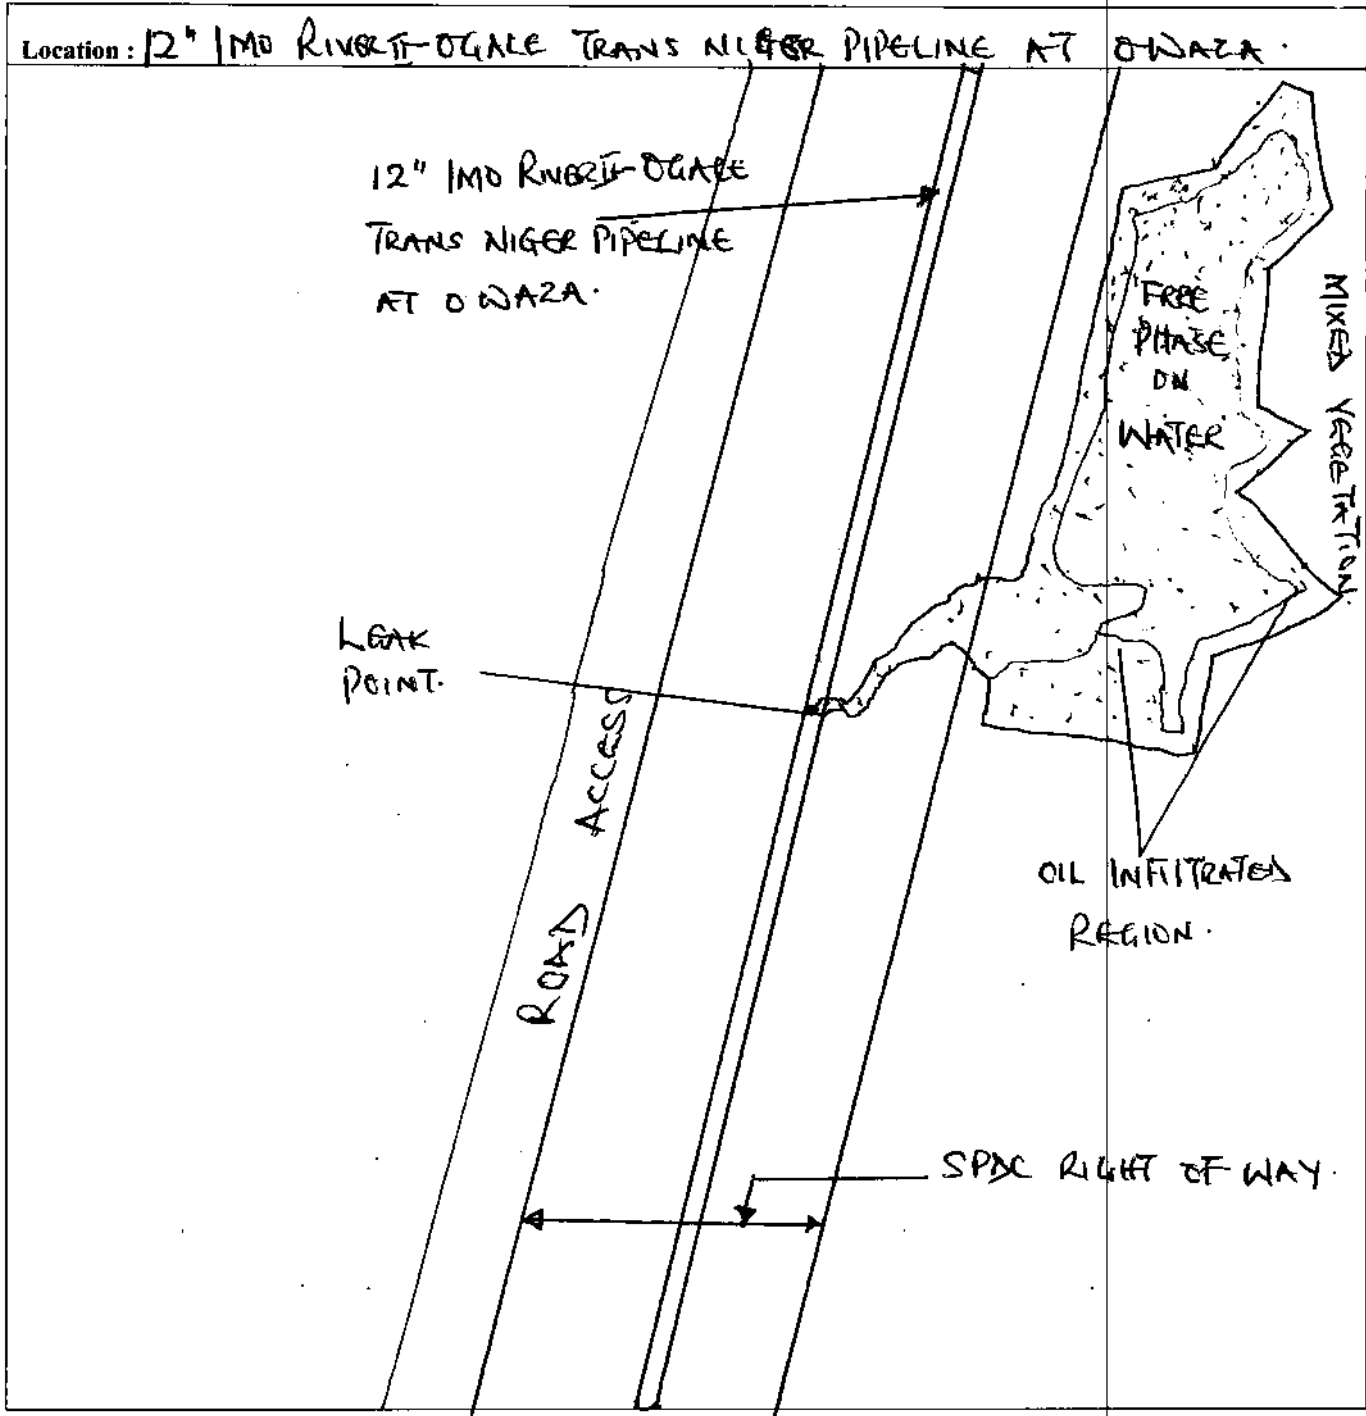 Location : 12" IMO RIVER II-OGALE TRANS NIGER PIPELINE AT OWAZA.
12" IMO RIVER II-OGALE
TRANS NIGER PIPELINE
AT OWAZA.
FREE
PHASE
ON
WATER
MIXED VEGETATION.
LEAK
POINT.
ROAD ACCESS
OIL INFILTRATED
REGION.
SPDC RIGHT OF WAY.